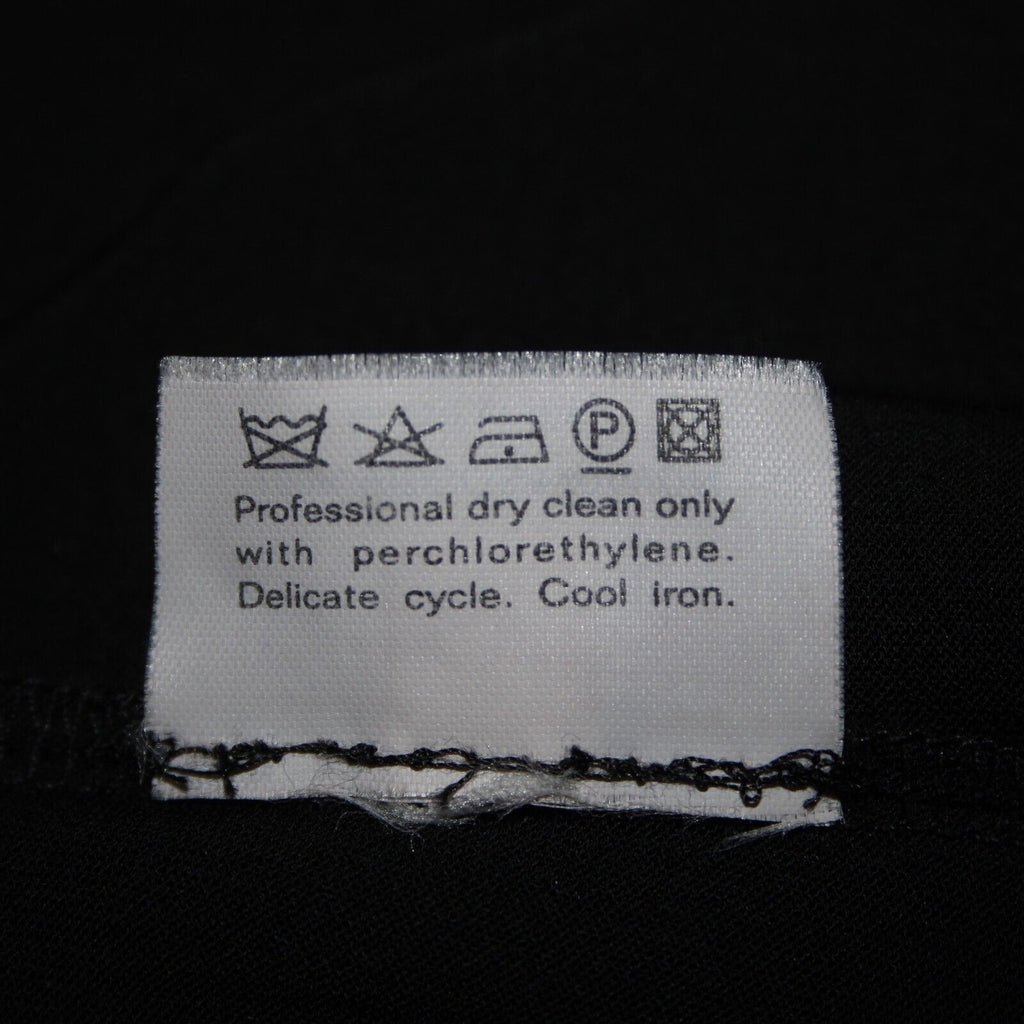 P
Professional dry clean only
with perchlorethylene.
Delicate cycle. Cool iron.